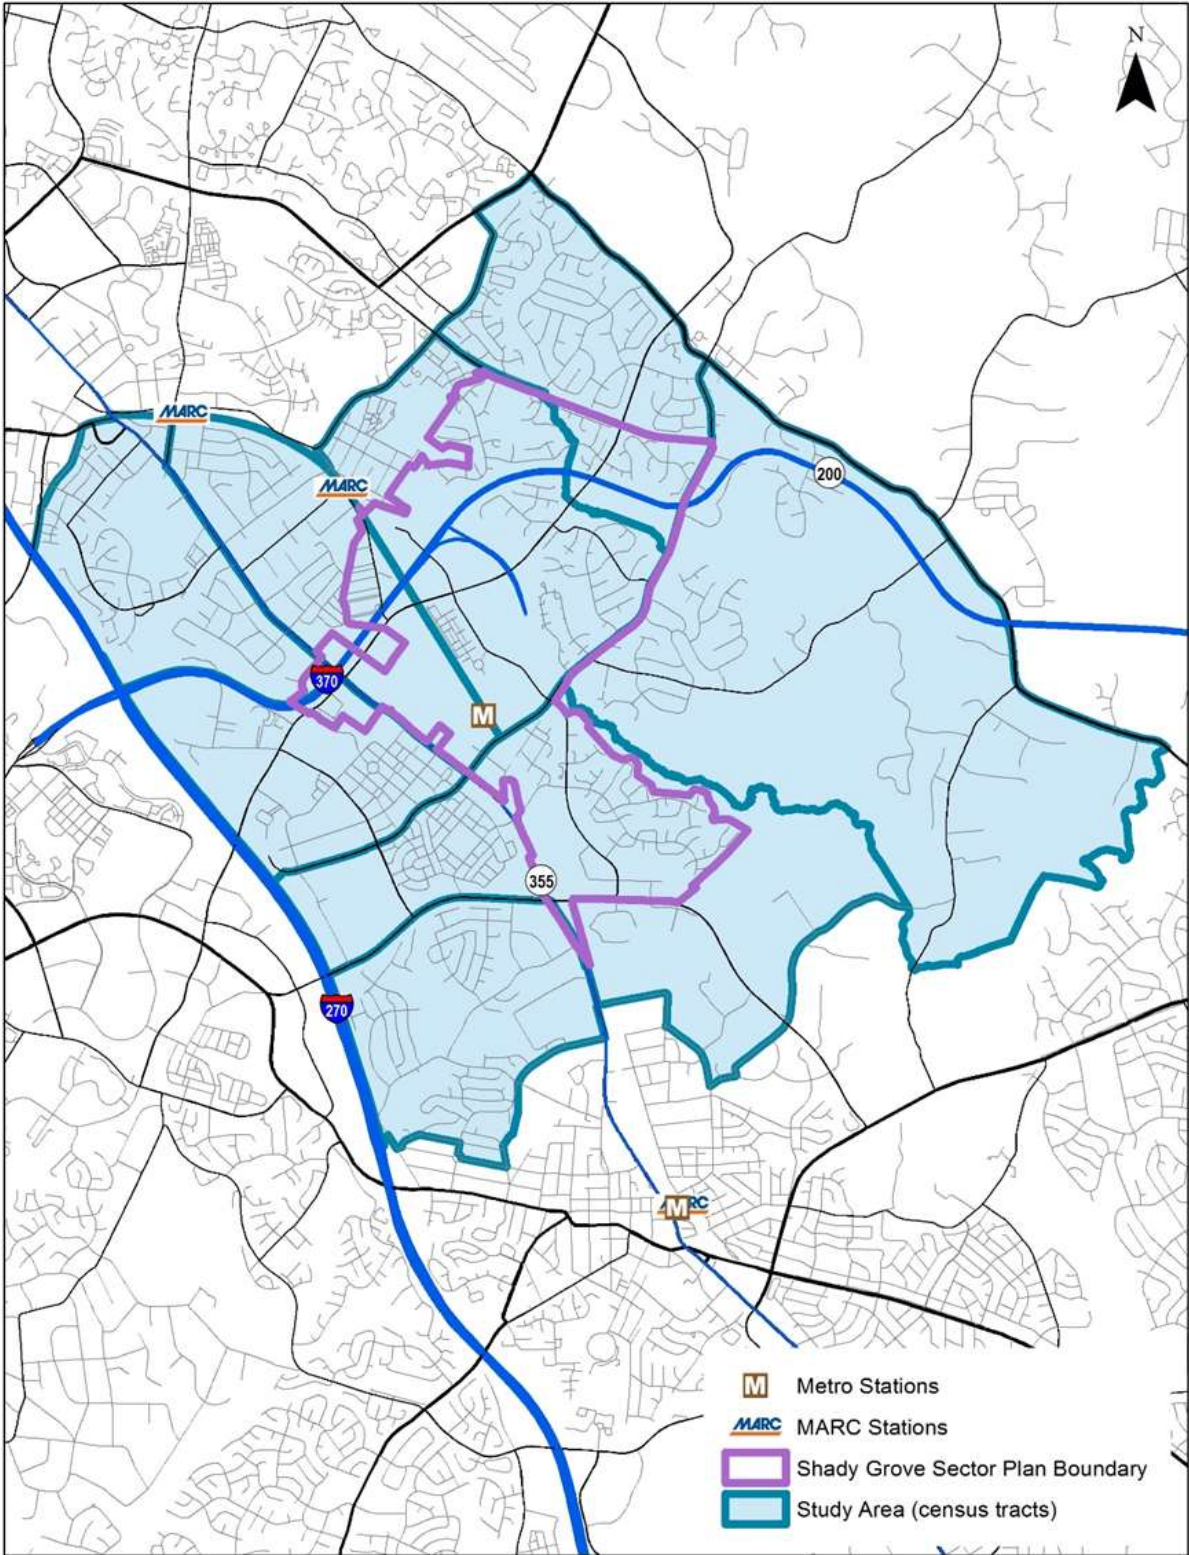 N
MARC
MARC
200
370
M
355
270
MARC
M
M Metro Stations
MARC MARC Stations
Shady Grove Sector Plan Boundary
Study Area (census tracts)